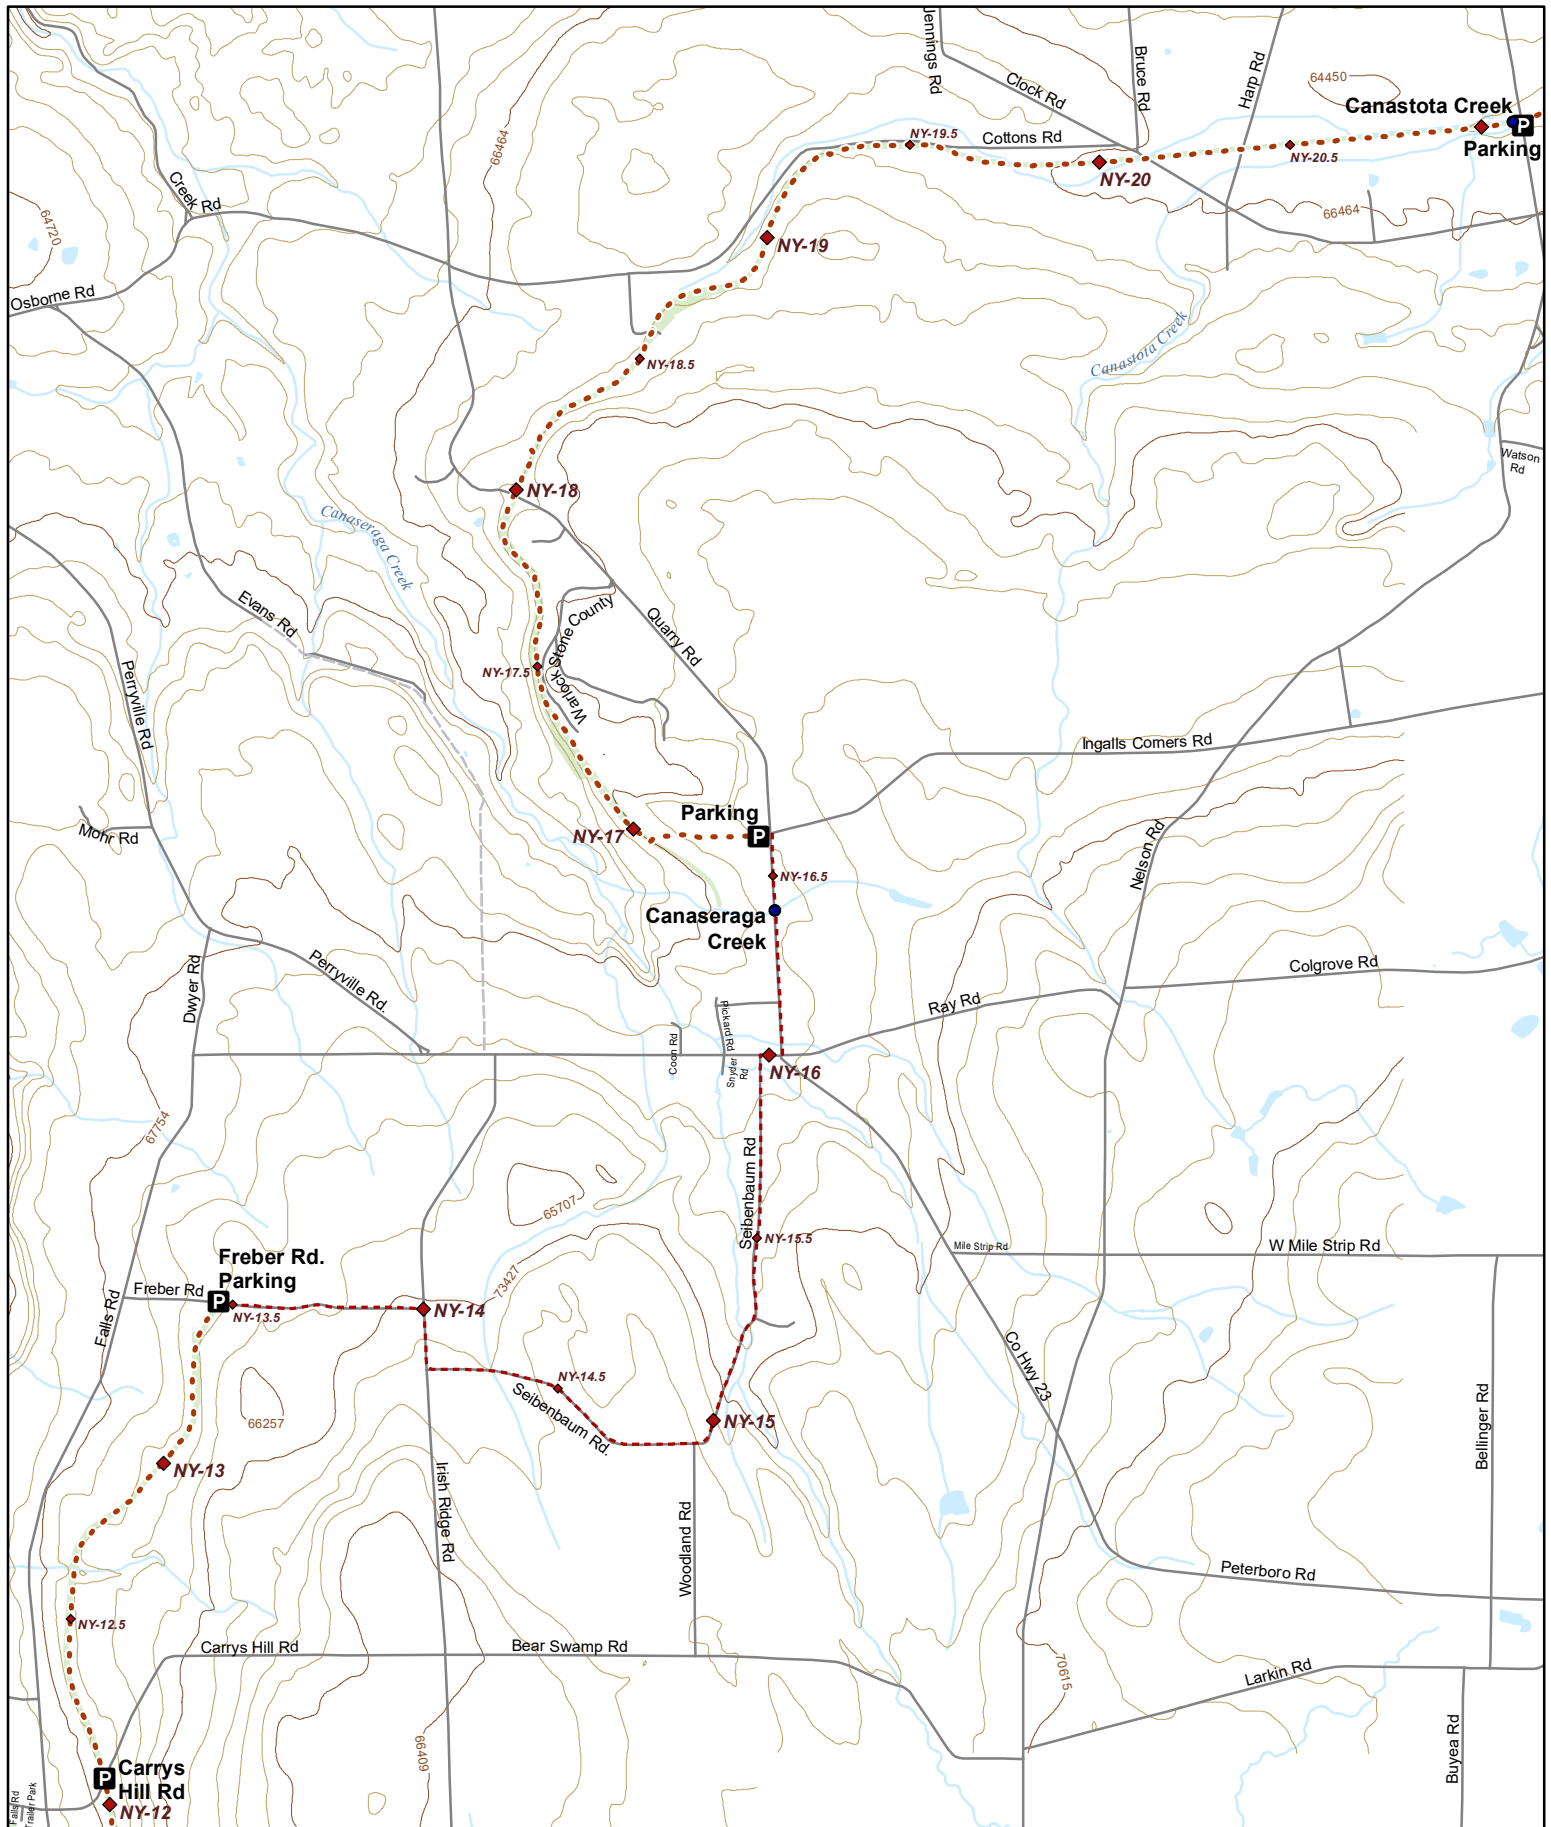 Jennings Rd
Clock Rd
Bruce Rd
Harp Rd
64450
Canastota Creek
Parking
66464
NY-19.5
Cottons Rd
NY-20
NY-20.5
Creek Rd
64720
66464
NY-19
Osborne Rd
Canastota Creek
NY-18.5
Watson
Rd
NY-18
Canaseraga Creek
Evans Rd
Stone County
Quarry Rd
NY-17.5
Warlock
Perryville Rd
Ingalls Corners Rd
Parking
Mohr Rd
NY-17
Nelson Rd
NY-16.5
Canaseraga
Creek
Dwyer Rd
Perryville Rd.
Colgrove Rd
Ray Rd
Pickard Rd
Coon Rd
Snyder
Rd
NY-16
67754
Seibenbaum Rd
65707
NY-15.5
Mile Strip Rd
W Mile Strip Rd
Freber Rd.
Parking
Freber Rd
P
NY-13.5
73427
NY-14
Falls Rd
Co Hwy 23
NY-14.5
Seibenbaum Rd.
66257
NY-15
Bellinger Rd
NY-13
Irish Ridge Rd
Woodland Rd
Peterboro Rd
NY-12.5
Carrys Hill Rd
Bear Swamp Rd
70615
Larkin Rd
66409
Buyea Rd
P
Carrys
Hill Rd
NY-12
Falls Rd
Trailer Park
P
P